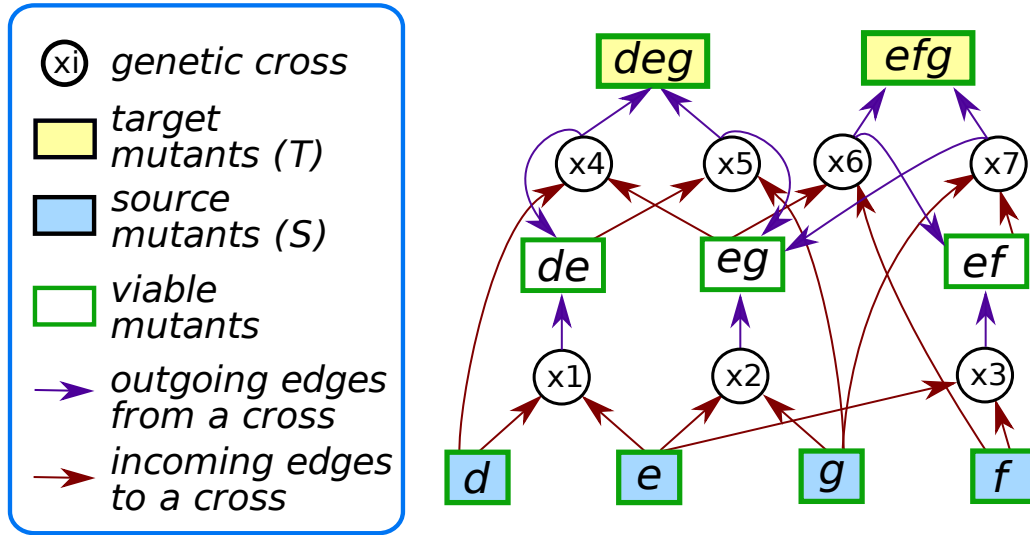 xi genetic cross
target
mutants (T)
source
mutants (S)
viable
mutants
outgoing edges
from a cross
incoming edges
to a cross
deg efg
x4 x5 x6 x7
de eg ef
x1 x2 x3
d e g f